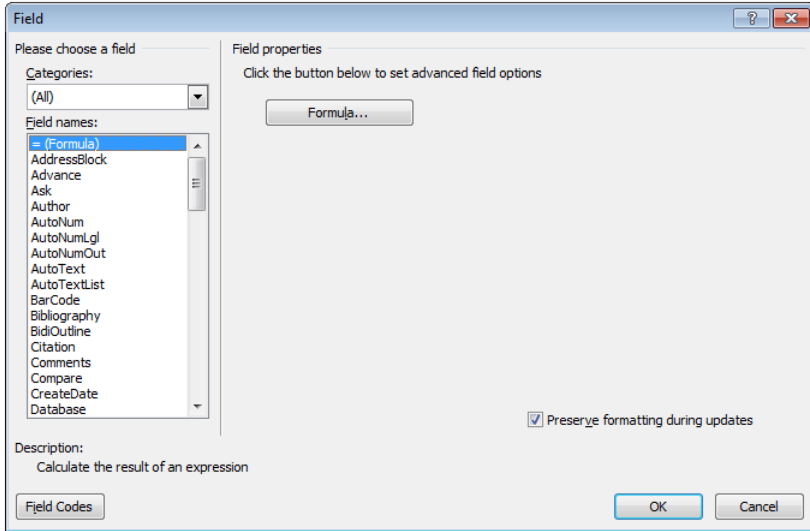 Field
Please choose a field
Categories:
(All)
Field names:
= (Formula)
AddressBlock
Advance
Ask
Author
AutoNum
AutoNumLgl
AutoNumOut
AutoText
AutoTextList
BarCode
Bibliography
BidiOutline
Citation
Comments
Compare
CreateDate
Database
Field properties
Click the button below to set advanced field options
Formula...
Preserve formatting during updates
Description:
Calculate the result of an expression
Field Codes
OK
Cancel